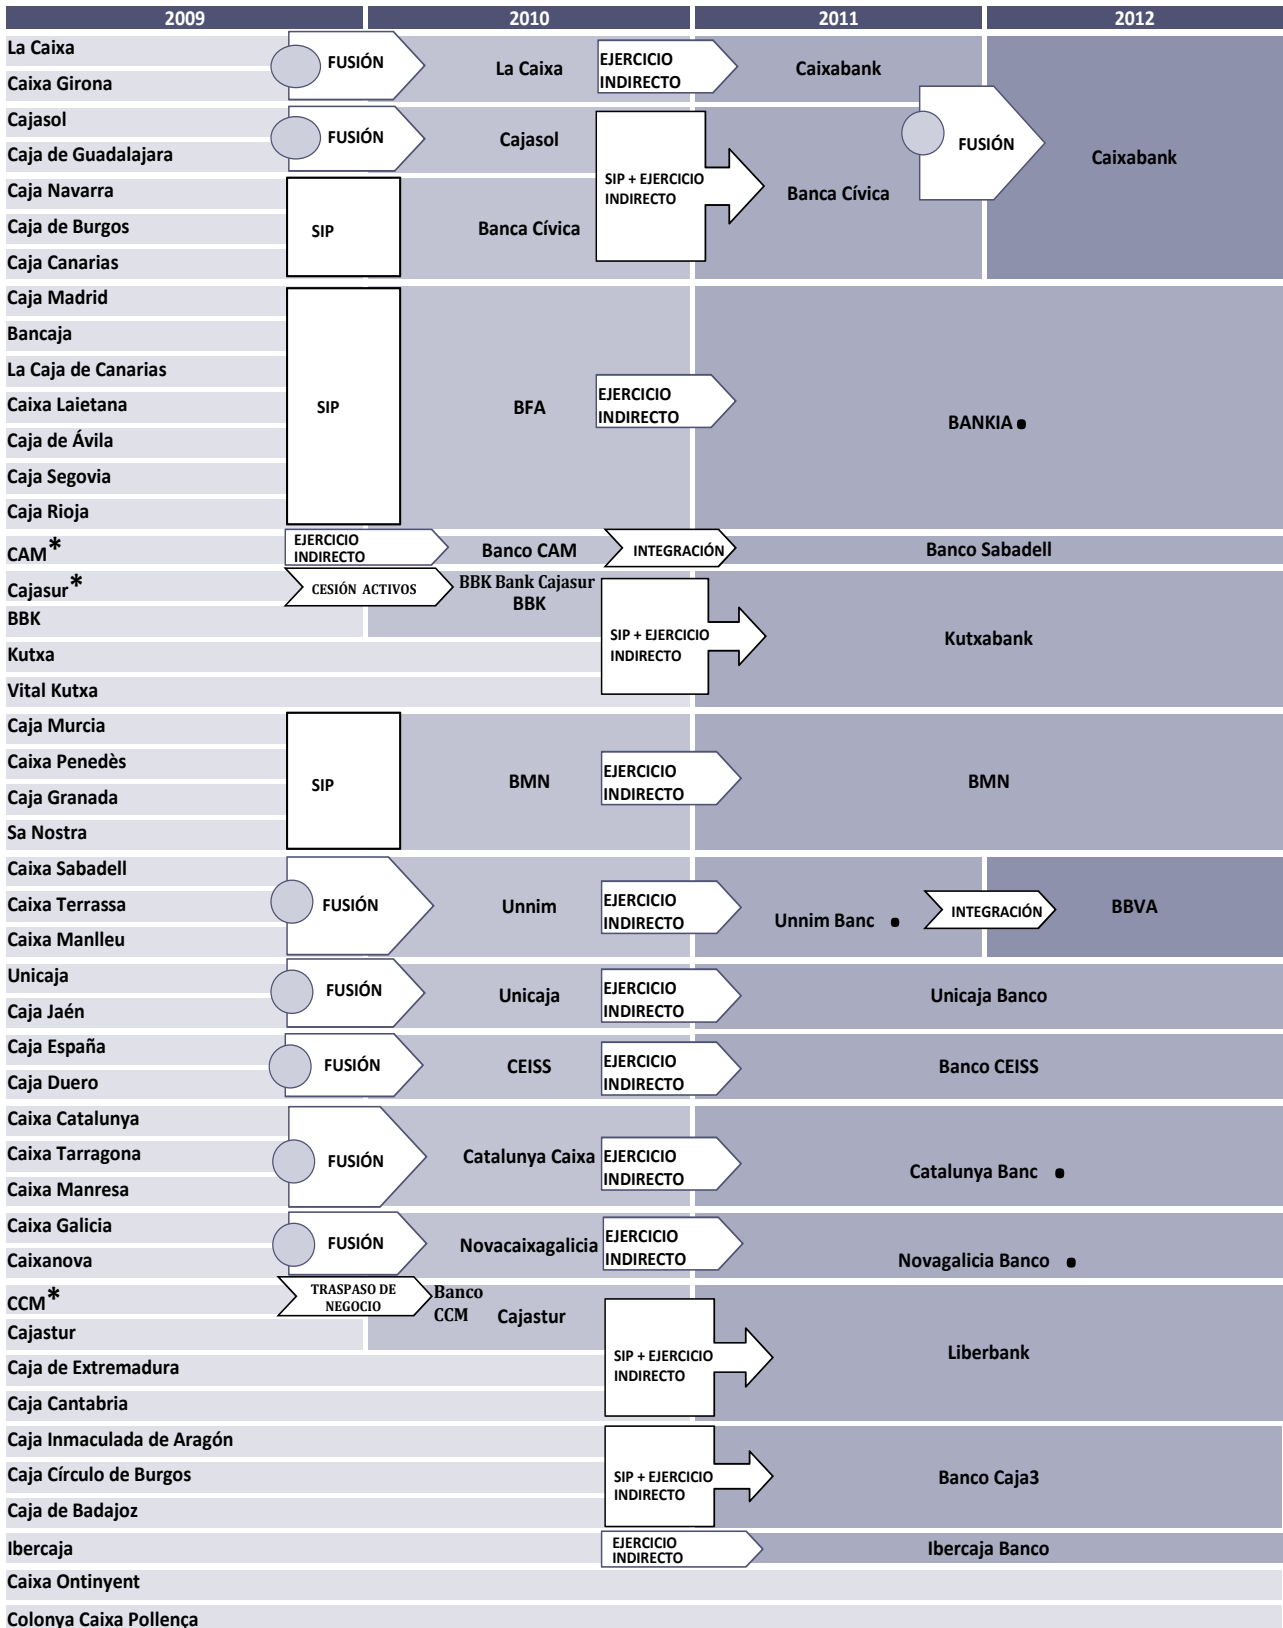 2009 2010 2011 2012
La Caixa
Caixa Girona
FUSIÓN
La Caixa
EJERCICIO
INDIRECTO
Caixabank
Cajasol
Caja de Guadalajara
FUSIÓN
Cajasol
Caja Navarra
Caja de Burgos
Caja Canarias
SIP
Banca Cívica
SIP + EJERCICIO
INDIRECTO
Banca Cívica
FUSIÓN
Caixabank
Caja Madrid
Bancaja
La Caja de Canarias
Caixa Laietana
Caja de Ávila
Caja Segovia
Caja Rioja
SIP
BFA
EJERCICIO
INDIRECTO
BANKIA •
CAM*
EJERCICIO
INDIRECTO
Banco CAM
INTEGRACIÓN
Banco Sabadell
Cajasur*
CESIÓN ACTIVOS
BBK Bank Cajasur
BBK
BBK
Kutxa
Vital Kutxa
SIP + EJERCICIO
INDIRECTO
Kutxabank
Caja Murcia
Caixa Penedès
Caja Granada
Sa Nostra
SIP
BMN
EJERCICIO
INDIRECTO
BMN
Caixa Sabadell
Caixa Terrassa
Caixa Manlleu
FUSIÓN
Unnim
EJERCICIO
INDIRECTO
Unnim Banc •
INTEGRACIÓN
BBVA
Unicaja
Caja Jaén
FUSIÓN
Unicaja
EJERCICIO
INDIRECTO
Unicaja Banco
Caja España
Caja Duero
FUSIÓN
CEISS
EJERCICIO
INDIRECTO
Banco CEISS
Caixa Catalunya
Caixa Tarragona
Caixa Manresa
FUSIÓN
Catalunya Caixa
EJERCICIO
INDIRECTO
Catalunya Banc •
Caixa Galicia
Caixanova
FUSIÓN
Novacaixagalicia
EJERCICIO
INDIRECTO
Novagalicia Banco •
CCM*
TRASPASO DE
NEGOCIO
Banco
CCM
Cajastur
Cajastur
Caja de Extremadura
Caja Cantabria
SIP + EJERCICIO
INDIRECTO
Liberbank
Caja Inmaculada de Aragón
Caja Círculo de Burgos
Caja de Badajoz
SIP + EJERCICIO
INDIRECTO
Banco Caja3
Ibercaja
EJERCICIO
INDIRECTO
Ibercaja Banco
Caixa Ontinyent
Colonya Caixa Pollença